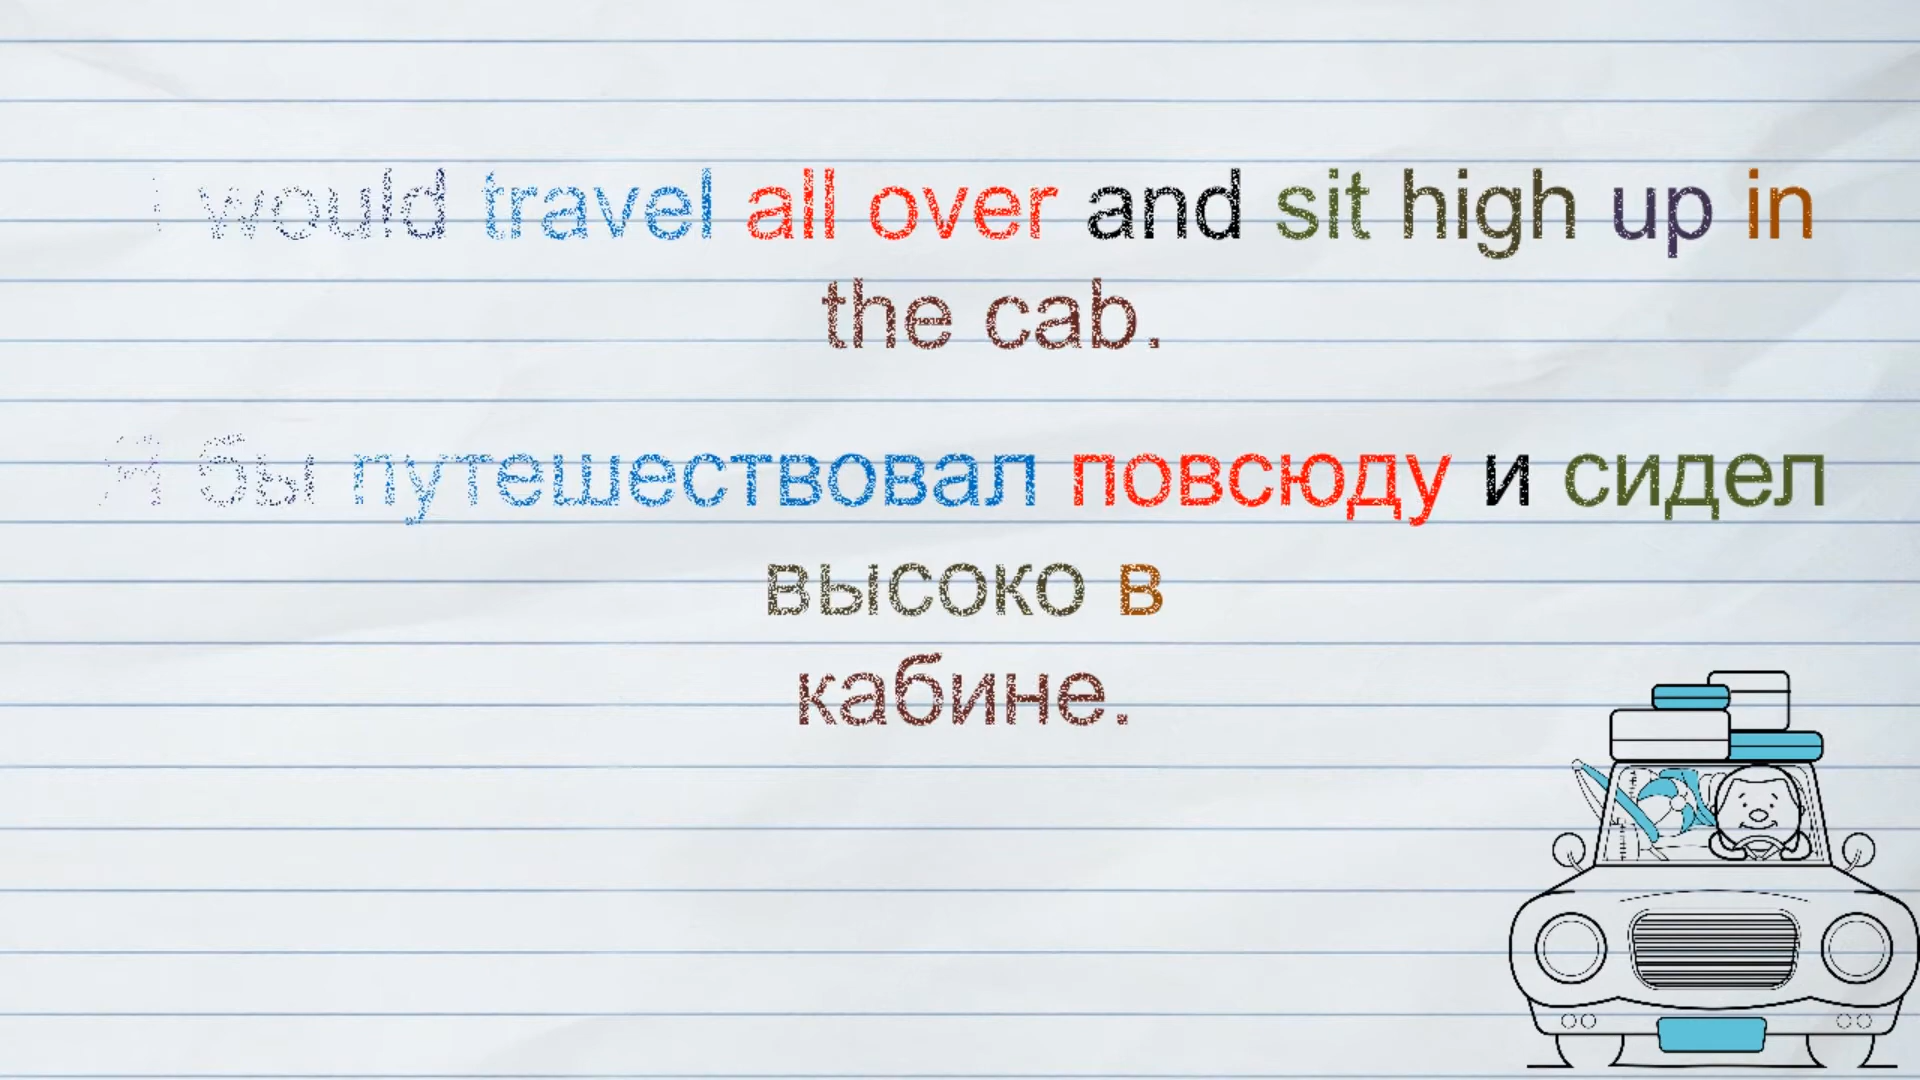 I would travel all over and sit high up in
the cab.
Я бы путешествовал повсюду и сидел
высоко в
кабине.